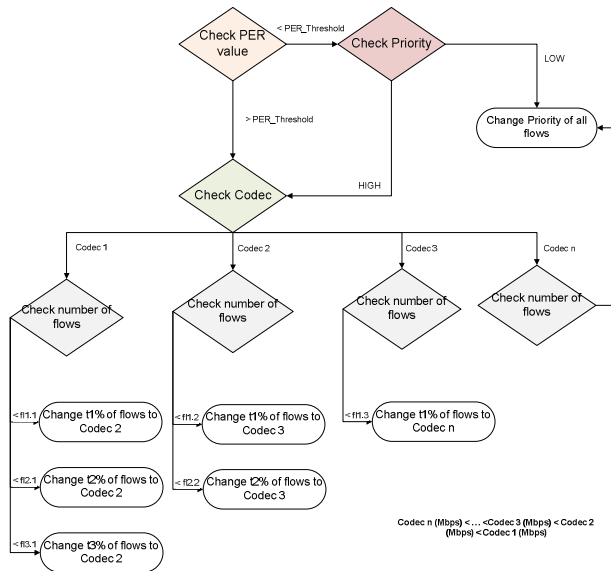 Check PER
value
< PER_Threshold
Check Priority
LOW
Change Priority of all
flows
> PER_Threshold
HIGH
Check Codec
Codec 1
Codec 2
Codec 3
Codec n
Check number of
flows
Check number of
flows
Check number of
flows
Check number of
flows
< fl1.1
Change t1% of flows to
Codec 2
< fl1.2
Change t1% of flows to
Codec 3
< fl1.3
Change t1% of flows to
Codec n
< fl2.1
Change t2% of flows to
Codec 2
< fl2.2
Change t2% of flows to
Codec 3
< fl3.1
Change t3% of flows to
Codec 2
Codec n (Mbps) < ... <Codec 3 (Mbps) < Codec 2
(Mbps) < Codec 1 (Mbps)